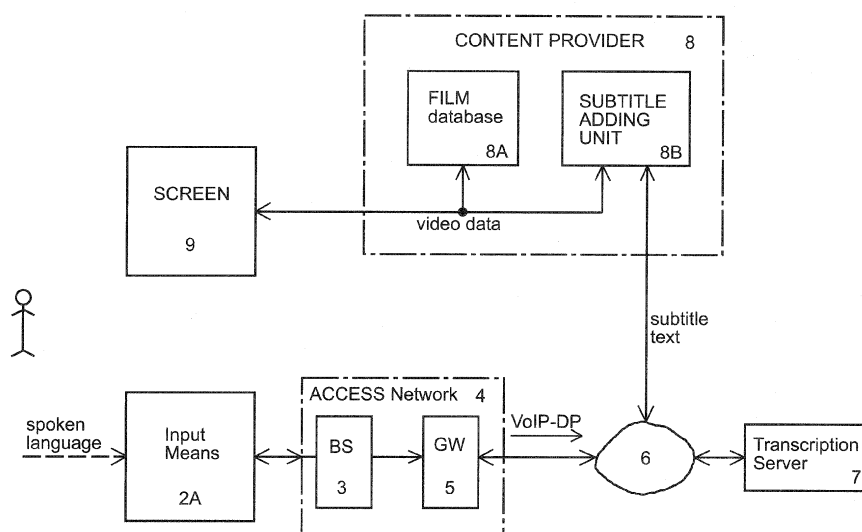 CONTENT PROVIDER 8
FILM
database
8A
SUBTITLE
ADDING
UNIT
8B
SCREEN
9
video data
subtitle
text
ACCESS Network 4
spoken
language
Input
Means
2A
BS
3
GW
5
VoIP-DP
6
Transcription
Server
7